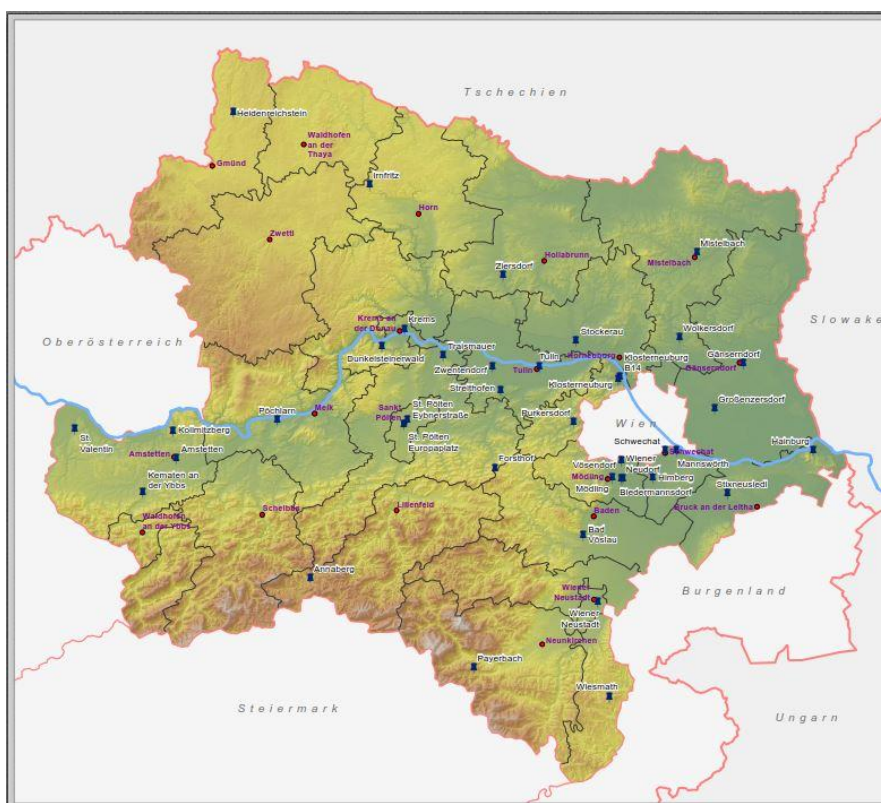 Tschechien
Heidenreichstein
Waldhofen
an der
Thaya
Gmünd
Irnfritz
Horn
Zwettl
Mistelbach
Hollabrunn
Mistelbach
Ziersdorf
Slowake
Krems an
der Donau
Krems
Oberösterreich
Stockerau
Wolkersdorf
Dunkelsteinerwald
Traismauer
Korneuburg
Klosterneuburg
B14
Gänserndorf
Gänserndorf
Zwentendorf
Tulln
Tulln
Streithofen
Klosterneuburg
Großenzersdorf
Pöchlarn
Melk
Sankt
Pölten
St. Pölten
Eybnerstraße
Purkersdorf
Wien
St.
Valentin
Kollmitzberg
St. Pölten
Europaplatz
Schwechat
Schwechat
Hainburg
Amstetten
Amstetten
Forsthof
Vösendorf
Wiener
Neudorf
Mannswörth
Kematen an
der Ybbs
Mödling
Mödling
Himberg
Biedermannsdorf
Stixneusiedl
Waldhofen
an der Ybbs
Scheibbs
Lilienfeld
Baden
Bruck an der Leitha
Bad
Vöslau
Annaberg
Wiener
Neustadt
Burgenland
Wiener
Neustadt
Neunkirchen
Payerbach
Wiesmath
Steiermark
Ungarn